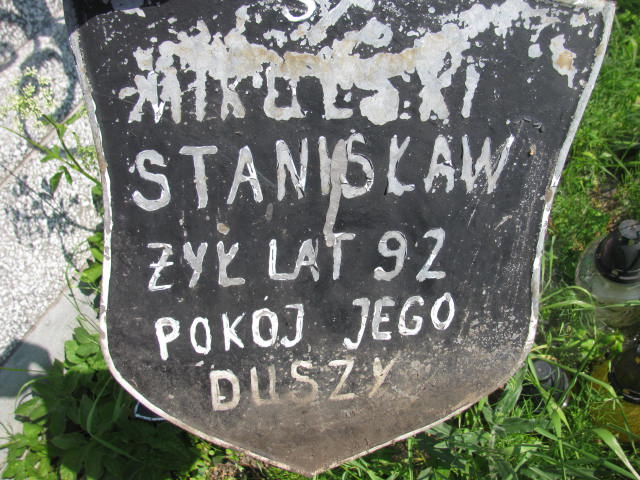 STANISŁAW
ŻYŁ LAT 92
POKÓJ JEGO
DUSZY